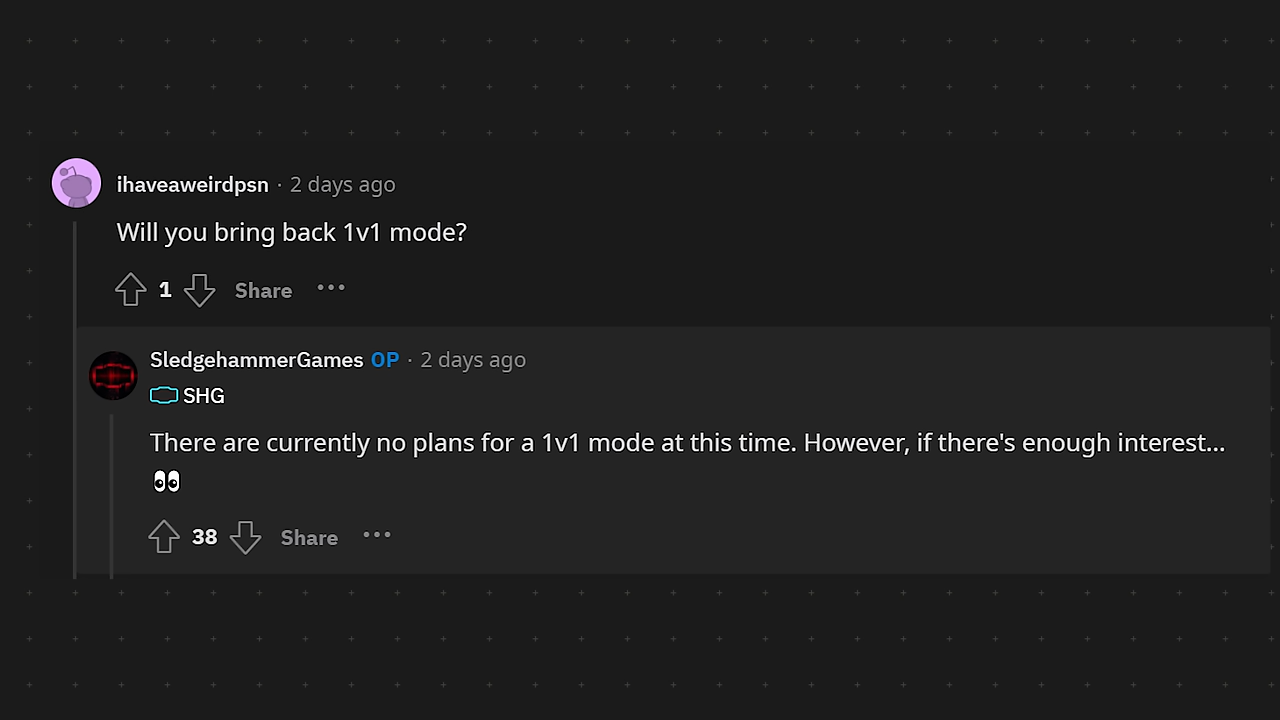 ihaveaweirdpsn · 2 days ago
Will you bring back 1v1 mode?
1 Share •••
SledgehammerGames OP · 2 days ago
SHG
There are currently no plans for a 1v1 mode at this time. However, if there's enough interest...
👀
38 Share •••